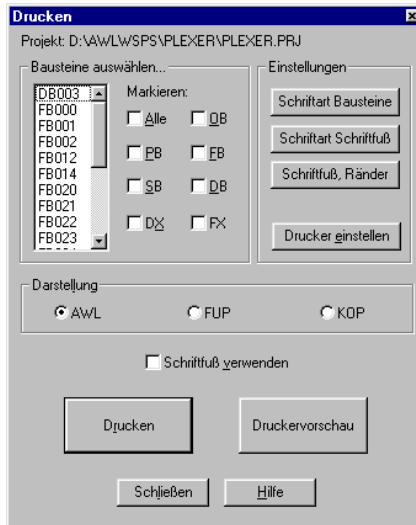 Drucken
Projekt: D:\AWLWSPS\PLEXER\PLEXER.PRJ
Bausteine auswählen...
DB003
FB000
FB001
FB002
FB012
FB014
FB020
FB021
FB022
FB023
Markieren:
Alle OB
PB FB
SB DB
DX FX
Einstellungen
Schriftart Bausteine
Schriftart Schriftfuß
Schriftfuß, Ränder
Drucker einstellen
Darstellung
AWL FUP KOP
Schriftfuß verwenden
Drucken Druckervorschau
Schließen Hilfe